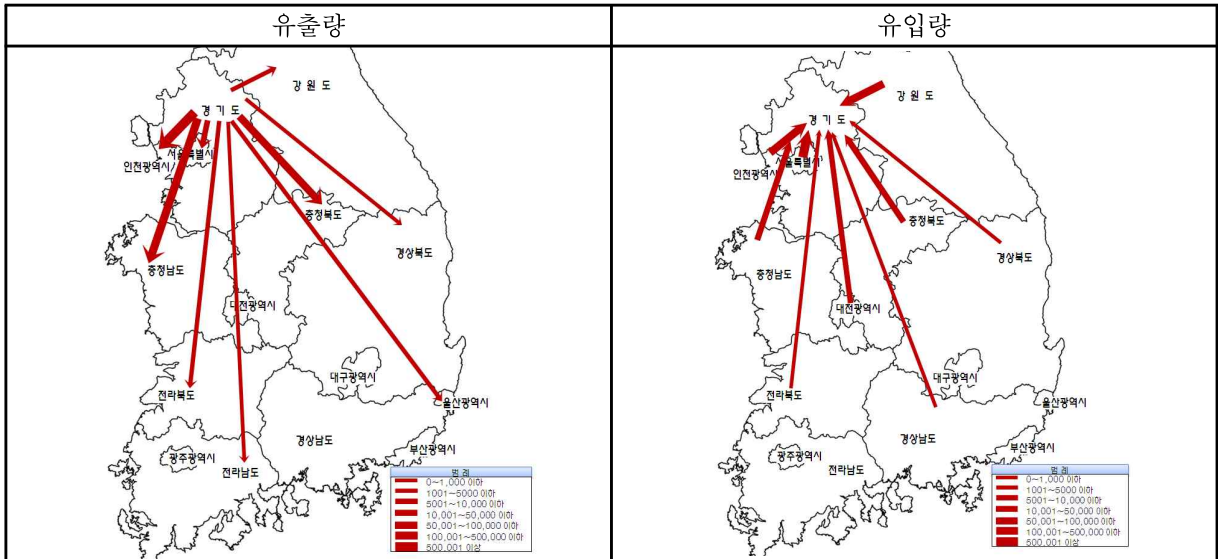 유출량
강 원 도
경 기 도
서울특별시
인천광역시
충청북도
경상북도
충청남도
대전광역시
대구광역시
전라북도
울산광역시
경상남도
부산광역시
광주광역시
전라남도
범 례
0~1,000 이하
1001~5000 이하
5001~10,000 이하
10,001~50,000 이하
50,001~100,000 이하
100,001~500,000 이하
500,001 이상
유입량
강 원 도
경 기 도
서울특별시
인천광역시
충청북도
경상북도
충청남도
대전광역시
대구광역시
전라북도
울산광역시
경상남도
부산광역시
광주광역시
전라남도
범 례
0~1,000 이하
1001~5000 이하
5001~10,000 이하
10,001~50,000 이하
50,001~100,000 이하
100,001~500,000 이하
500,001 이상